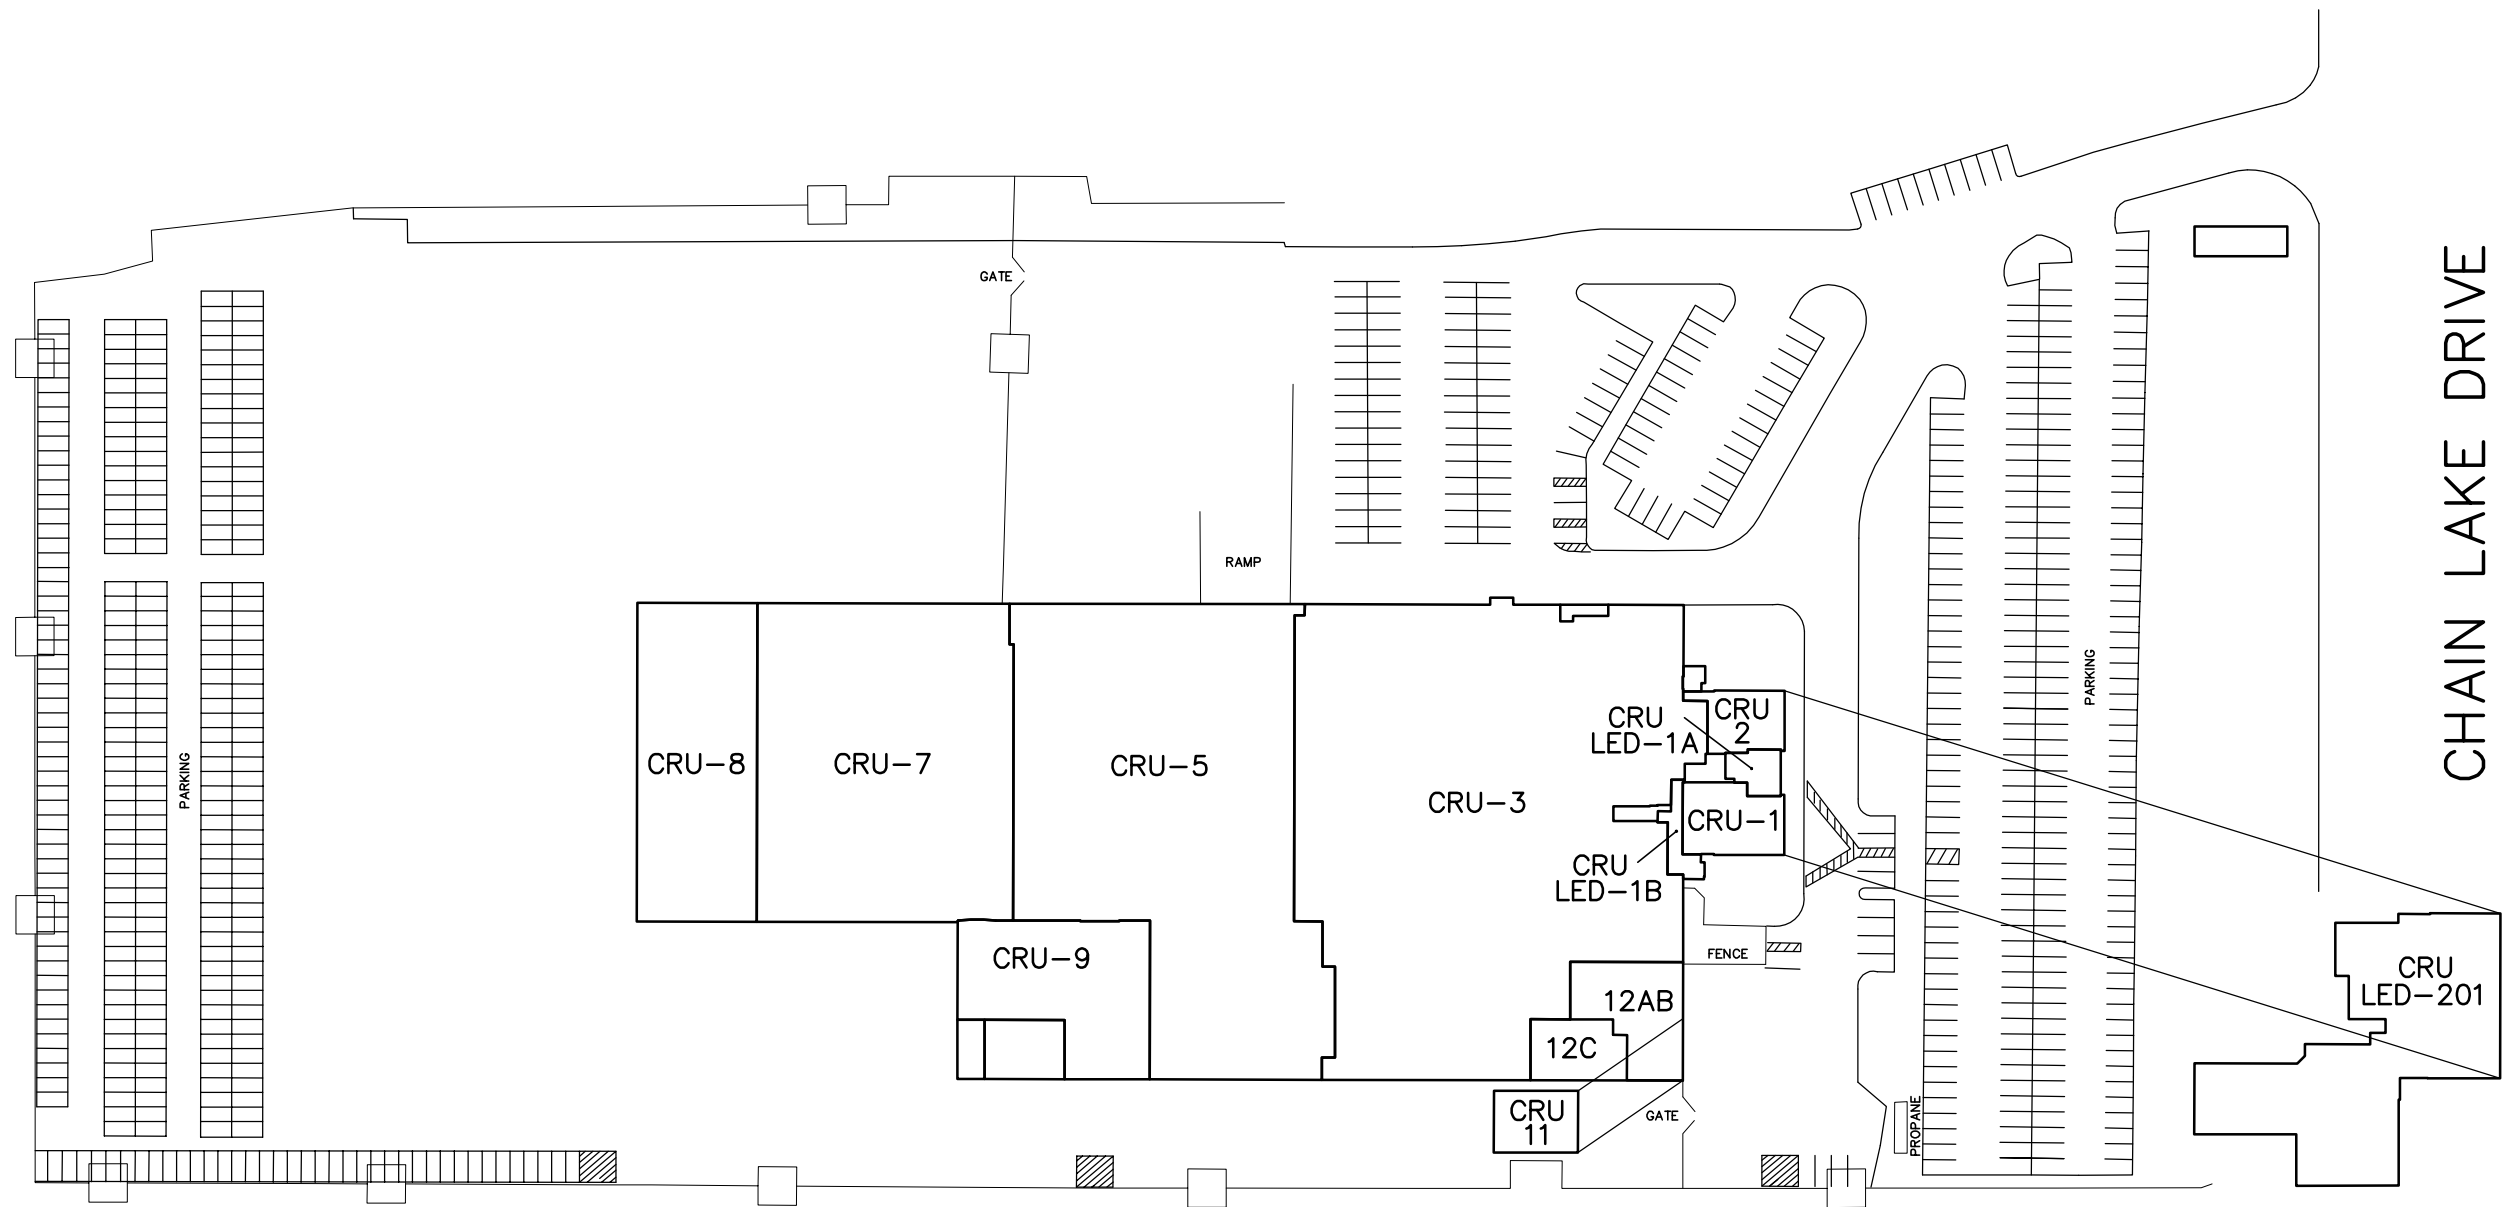 GATE
RAMP
CHAIN LAKE DRIVE
PARKING
PARKING
CRU-8
CRU-7
CRU-5
CRU-3
CRU
LED-1A
CRU
2
CRU-1
CRU
LED-1B
CRU-9
FENCE
12AB
12C
CRU
LED-201
CRU
11
GATE
PROPANE